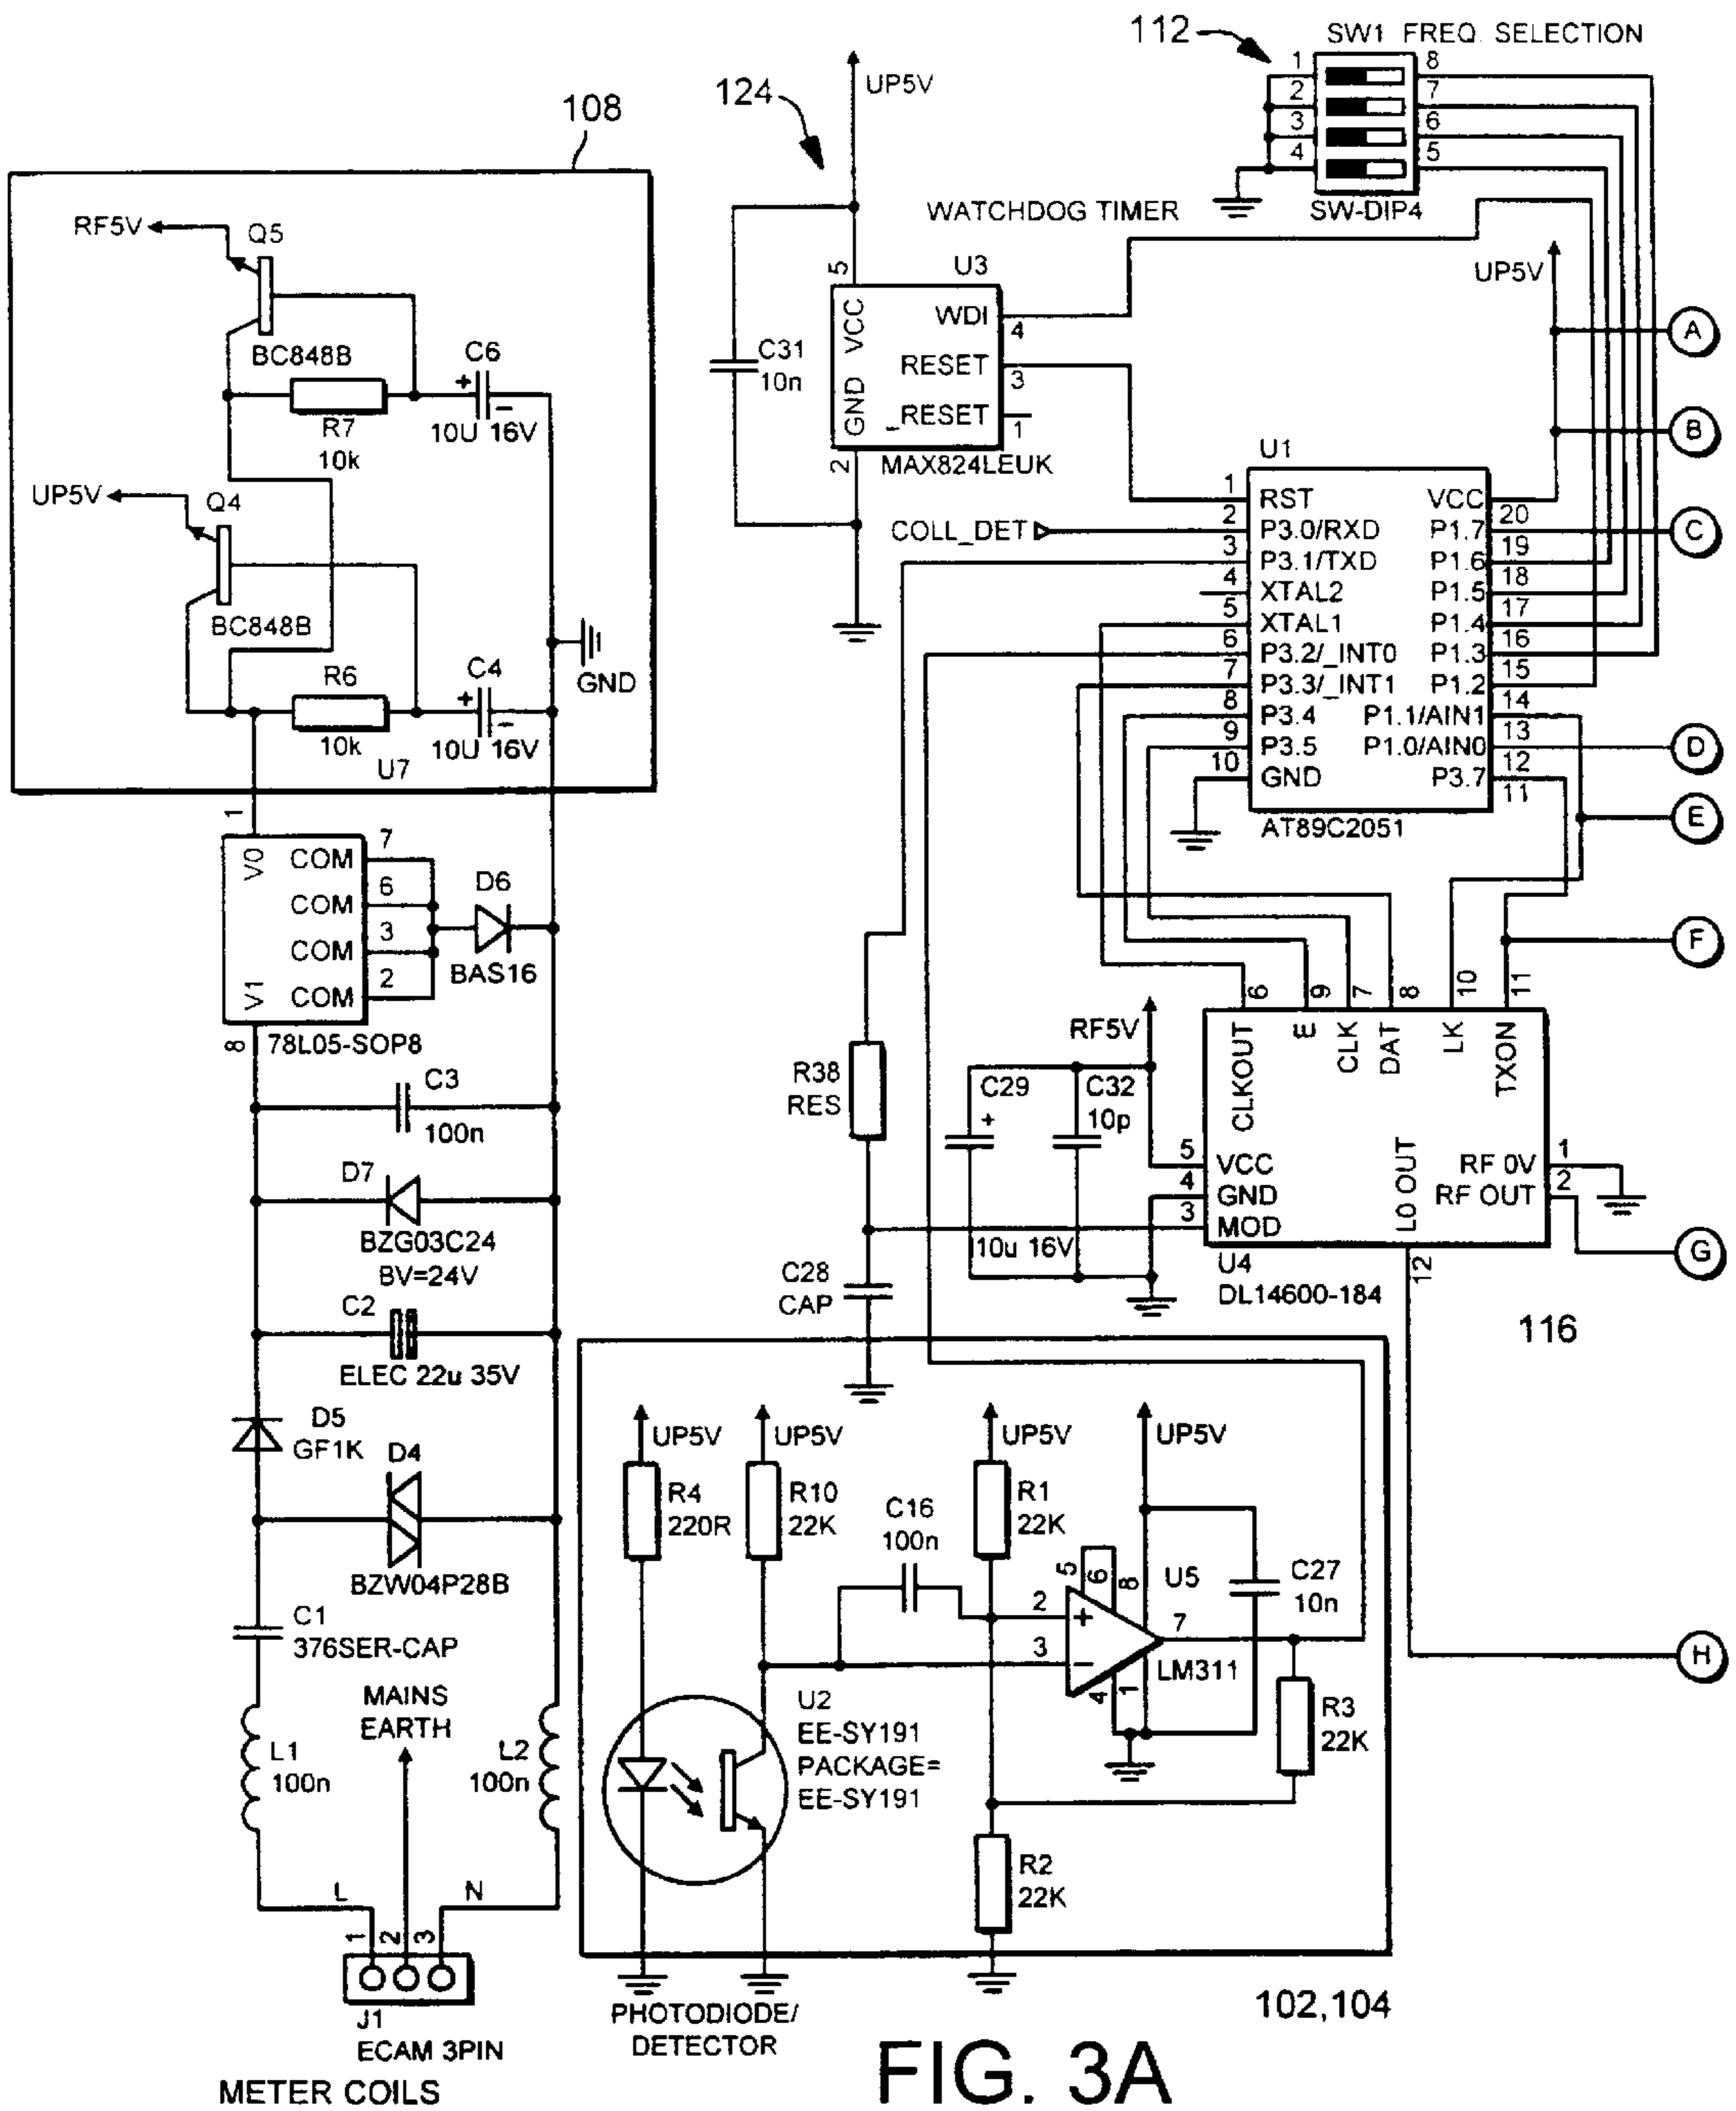 112
SW1 FREQ. SELECTION
1
2
3
4
8
7
6
5
SW-DIP4
124
UP5V
WATCHDOG TIMER
U3
5
VCC
GND
2
WDI
4
RESET
3
_RESET
1
MAX824LEUK
C31
10n
108
RF5V
Q5
BC848B
R7
10k
C6
+
−
10U 16V
UP5V
Q4
BC848B
R6
10k
C4
+
−
10U 16V
GND
U7
UP5V
A
B
C
D
E
F
G
H
U1
1
RST
2
P3.0/RXD
3
P3.1/TXD
4
XTAL2
5
XTAL1
6
P3.2/_INT0
7
P3.3/_INT1
8
P3.4
9
P3.5
10
GND
VCC
20
P1.7
19
P1.6
18
P1.5
17
P1.4
16
P1.3
15
P1.2
14
P1.1/AIN1
13
P1.0/AIN0
12
P3.7
11
AT89C2051
COLL_DET
1
V0
V1
8
COM
7
COM
6
COM
3
COM
2
78L05-SOP8
D6
BAS16
C3
100n
D7
BZG03C24
BV=24V
C2
ELEC 22u 35V
D5
GF1K
D4
BZW04P28B
C1
376SER-CAP
MAINS
EARTH
L1
100n
L2
100n
L
N
1
2
3
J1
ECAM 3PIN
METER COILS
R38
RES
C28
CAP
RF5V
C29
+
10u 16V
C32
10p
6
9
7
8
10
11
CLKOUT
E
CLK
DAT
LK
TXON
5
VCC
4
GND
3
MOD
L0 OUT
12
RF 0V
1
RF OUT
2
U4
DL14600-184
116
UP5V
UP5V
UP5V
UP5V
R4
220R
R10
22K
C16
100n
R1
22K
2
3
+
−
5
6
8
4
1
7
U5
LM311
C27
10n
R3
22K
R2
22K
U2
EE-SY191
PACKAGE=
EE-SY191
PHOTODIODE/
DETECTOR
102,104
FIG. 3A